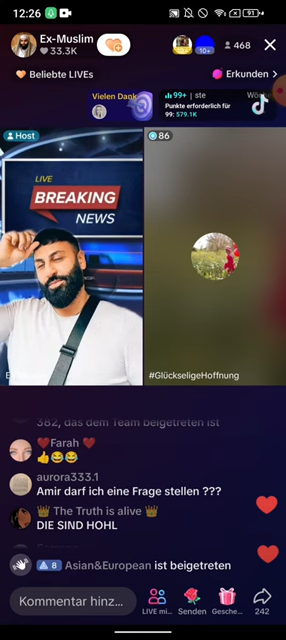 12:26
91
Ex-Muslim
33.3K
10+
468
Beliebte LIVEs
Erkunden
Vielen Dank
99+ | ste
Punkte erforderlich für
99: 579.1K
Host
86
LIVE
BREAKING
NEWS
#GlückseligeHoffnung
382, das dem Team beigetreten ist
❤️Farah ❤️
👍😂😂
aurora333.1
Amir darf ich eine Frage stellen ???
👑 The Truth is alive 👑
DIE SIND HOHL
8 Asian&European ist beigetreten
Kommentar hinz...
LIVE mi...
Senden
Gesche...
242